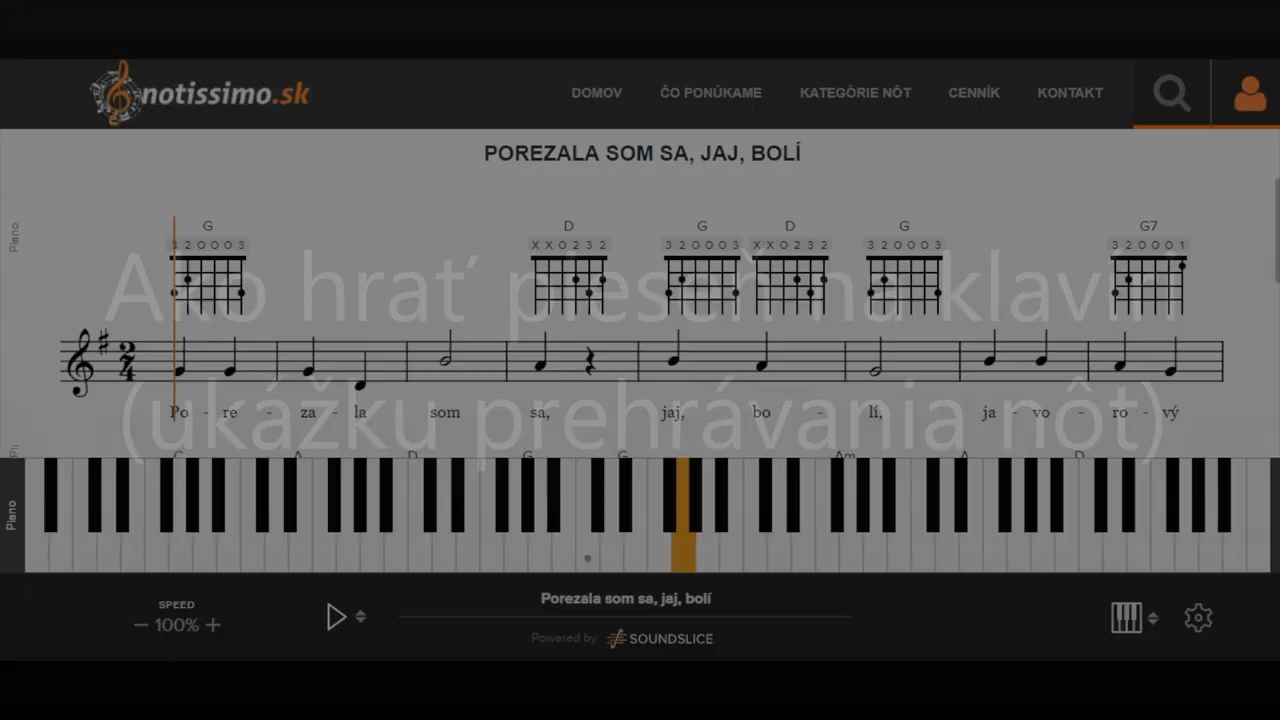 notissimo.sk
DOMOV ČO PONÚKAME KATEGÓRIE NÔT CENNÍK KONTAKT
POREZALA SOM SA, JAJ, BOLÍ
Piano
G D G D G G7
3 2 0 0 0 3 X X 0 2 3 2 3 2 0 0 0 3 X X 0 2 3 2 3 2 0 0 0 3 3 2 0 0 0 1
Ako hrať pieseň na klavíri
2
4
Po - re - za - la som sa, jaj, bo - lí, ja - vo - ro - vý
(ukážku prehrávania nôt)
C A D G G Am A D
Piano
SPEED
100%
Porezala som sa, jaj, bolí
Powered by SOUNDSLICE